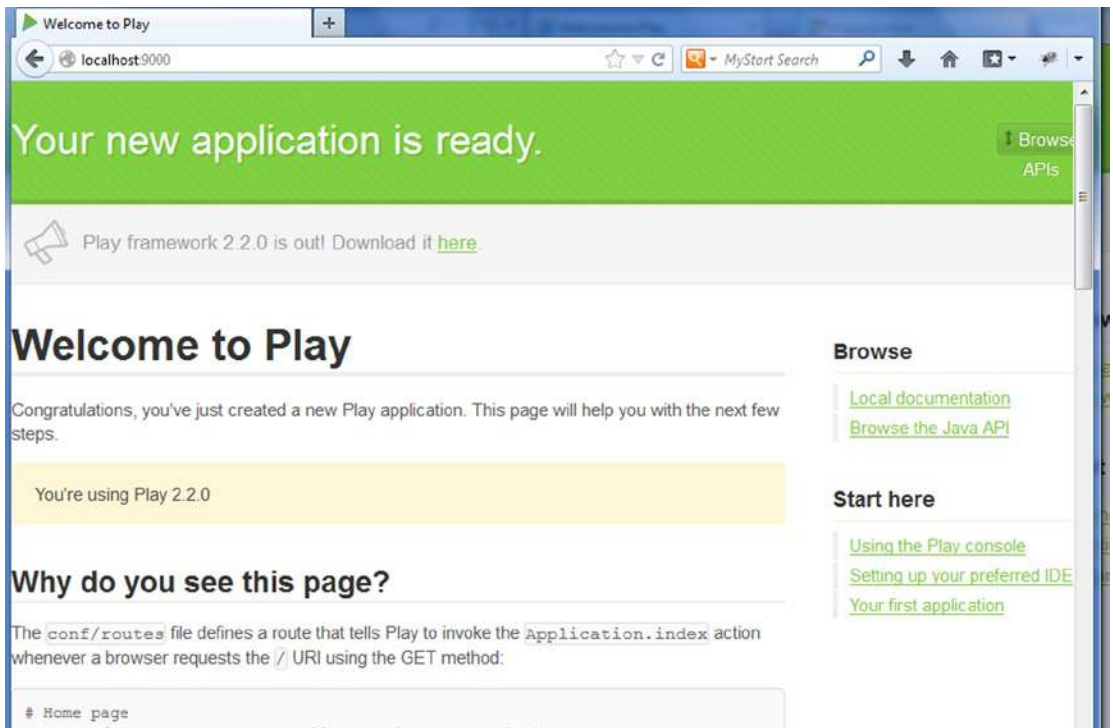 Welcome to Play
localhost:9000
MyStart Search
Your new application is ready.
Browse
APIs
Play framework 2.2.0 is out! Download it here.
Welcome to Play
Congratulations, you've just created a new Play application. This page will help you with the next few
steps.
You're using Play 2.2.0
Why do you see this page?
The conf/routes file defines a route that tells Play to invoke the Application.index action
whenever a browser requests the / URI using the GET method:
# Home page
Browse
Local documentation
Browse the Java API
Start here
Using the Play console
Setting up your preferred IDE
Your first application